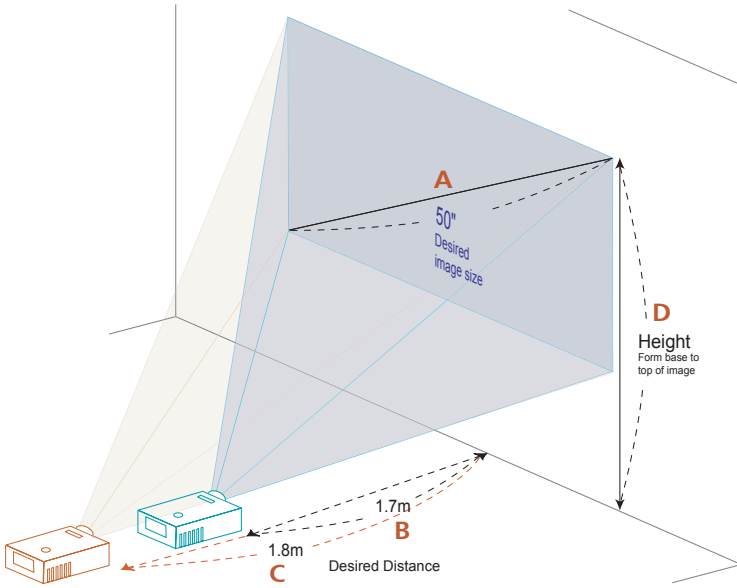 A
50"
Desired
image size
D
Height
Form base to
top of image
1.7m
B
1.8m
C
Desired Distance